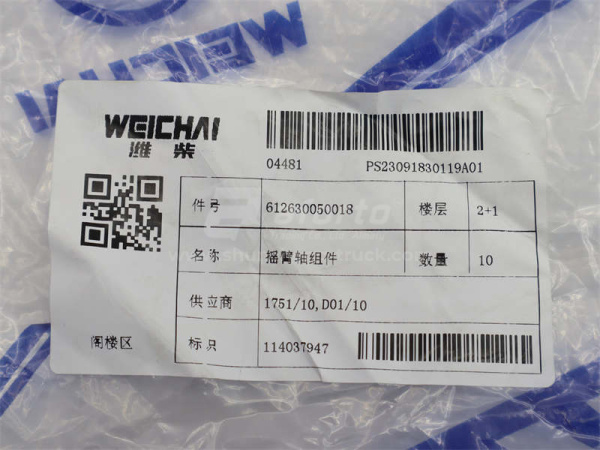 WEICHAI
WEICHAI
潍柴
04481 PS23091830119A01
件号 612630050018 楼层 2+1
名称 摇臂轴组件 数量 10
供应商 1751/10,D01/10
阁楼区 标识 114037947